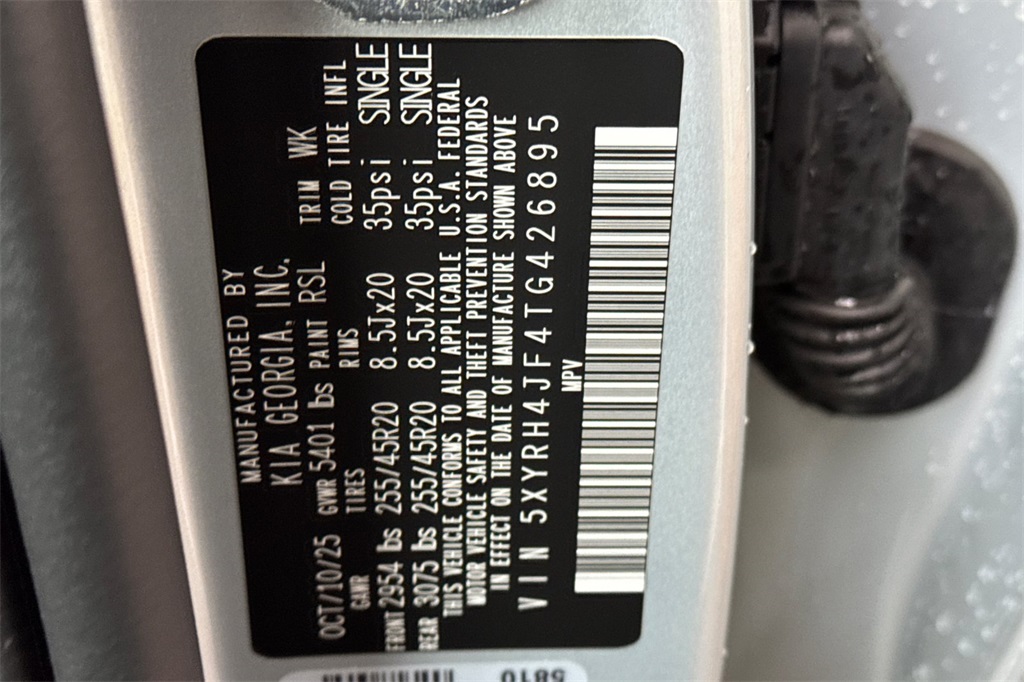 MANUFACTURED BY
KIA GEORGIA, INC.
OCT/10/25 GVWR 5401 lbs PAINT RSL TRIM WK
GAWR TIRES RIMS COLD TIRE INFL
FRONT 2954 lbs 255/45R20 8.5Jx20 35psi SINGLE
REAR 3075 lbs 255/45R20 8.5Jx20 35psi SINGLE
THIS VEHICLE CONFORMS TO ALL APPLICABLE U.S.A. FEDERAL
MOTOR VEHICLE SAFETY AND THEFT PREVENTION STANDARDS
IN EFFECT ON THE DATE OF MANUFACTURE SHOWN ABOVE
VIN 5XYRH4JF4TG426895
MPV
5810